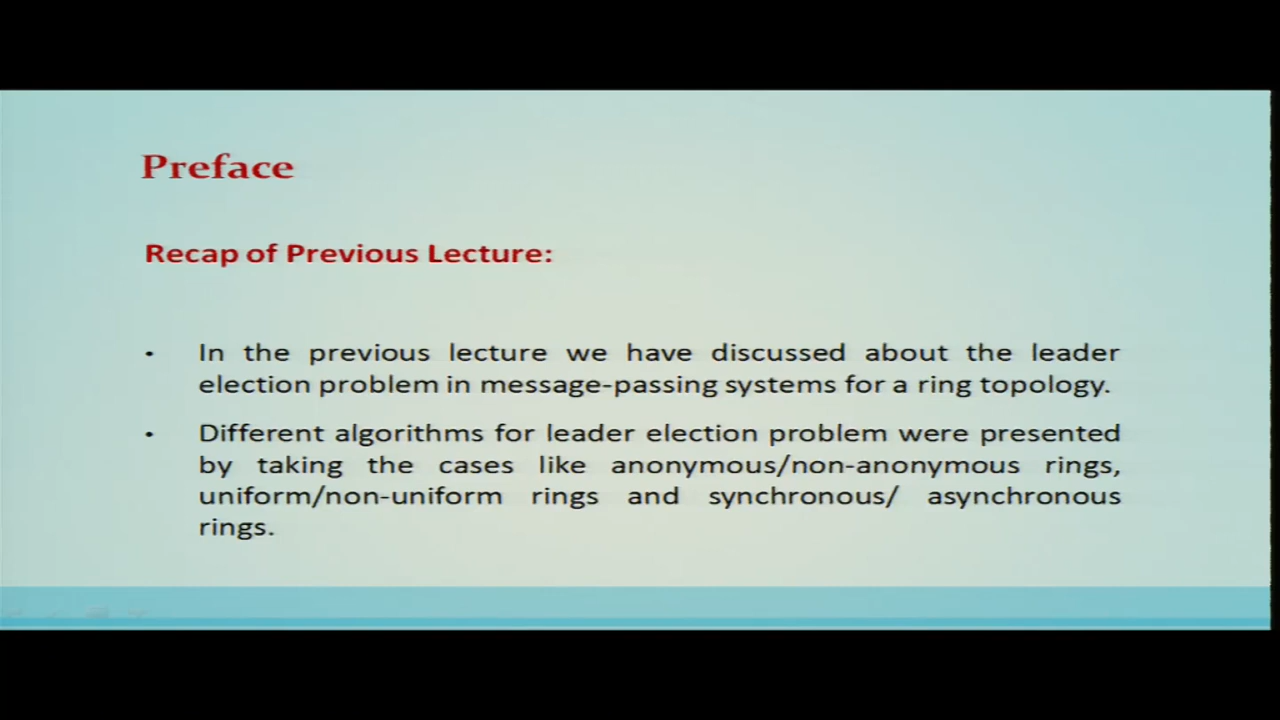 Preface
Recap of Previous Lecture:
• In the previous lecture we have discussed about the leader
election problem in message-passing systems for a ring topology.
• Different algorithms for leader election problem were presented
by taking the cases like anonymous/non-anonymous rings,
uniform/non-uniform rings and synchronous/ asynchronous
rings.